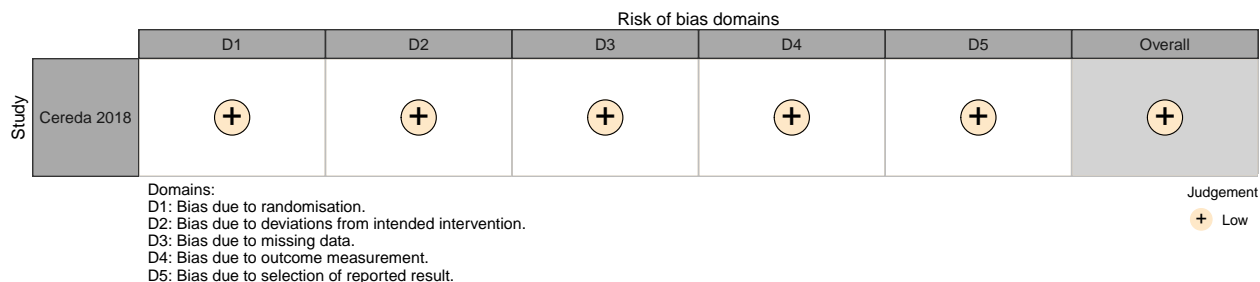 Risk of bias domains
D1 D2 D3 D4 D5 Overall
Study
Cereda 2018 + + + + + +
Domains:
D1: Bias due to randomisation.
D2: Bias due to deviations from intended intervention.
D3: Bias due to missing data.
D4: Bias due to outcome measurement.
D5: Bias due to selection of reported result.
Judgement
+ Low